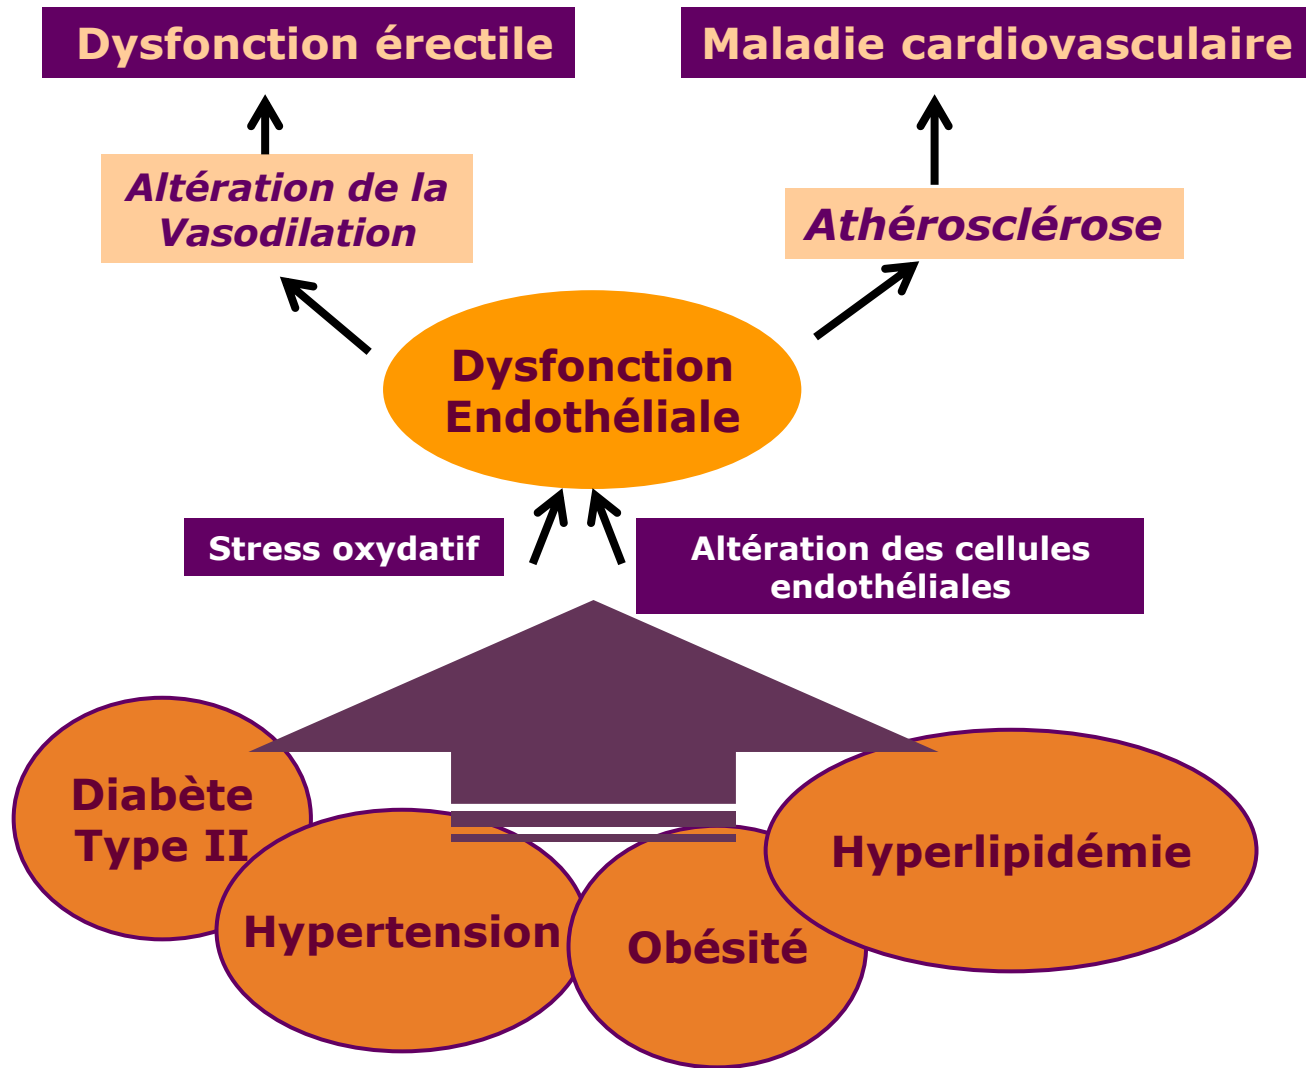 Dysfonction érectile
Maladie cardiovasculaire
Altération de la
Vasodilation
Athérosclérose
Dysfonction
Endothéliale
Stress oxydatif
Altération des cellules
endothéliales
Diabète
Type II
Hypertension
Obésité
Hyperlipidémie